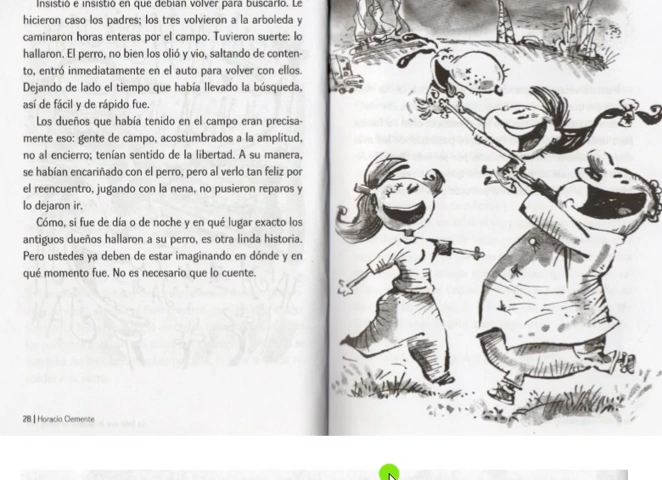 Insistió e insistió en que debían volver para buscarlo. Le
hicieron caso los padres; los tres volvieron a la arboleda y
caminaron horas enteras por el campo. Tuvieron suerte: lo
hallaron. El perro, no bien los olió y vio, saltando de conten-
to, entró inmediatamente en el auto para volver con ellos.
Dejando de lado el tiempo que había llevado la búsqueda,
así de fácil y de rápido fue.
Los dueños que había tenido en el campo eran precisa-
mente eso: gente de campo, acostumbrados a la amplitud,
no al encierro; tenían sentido de la libertad. A su manera,
se habían encariñado con el perro, pero al verlo tan feliz por
el reencuentro, jugando con la nena, no pusieron reparos y
lo dejaron ir.
Cómo, si fue de día o de noche y en qué lugar exacto los
antiguos dueños hallaron a su perro, es otra linda historia.
Pero ustedes ya deben de estar imaginando en dónde y en
qué momento fue. No es necesario que lo cuente.
28 | Horacio Clemente